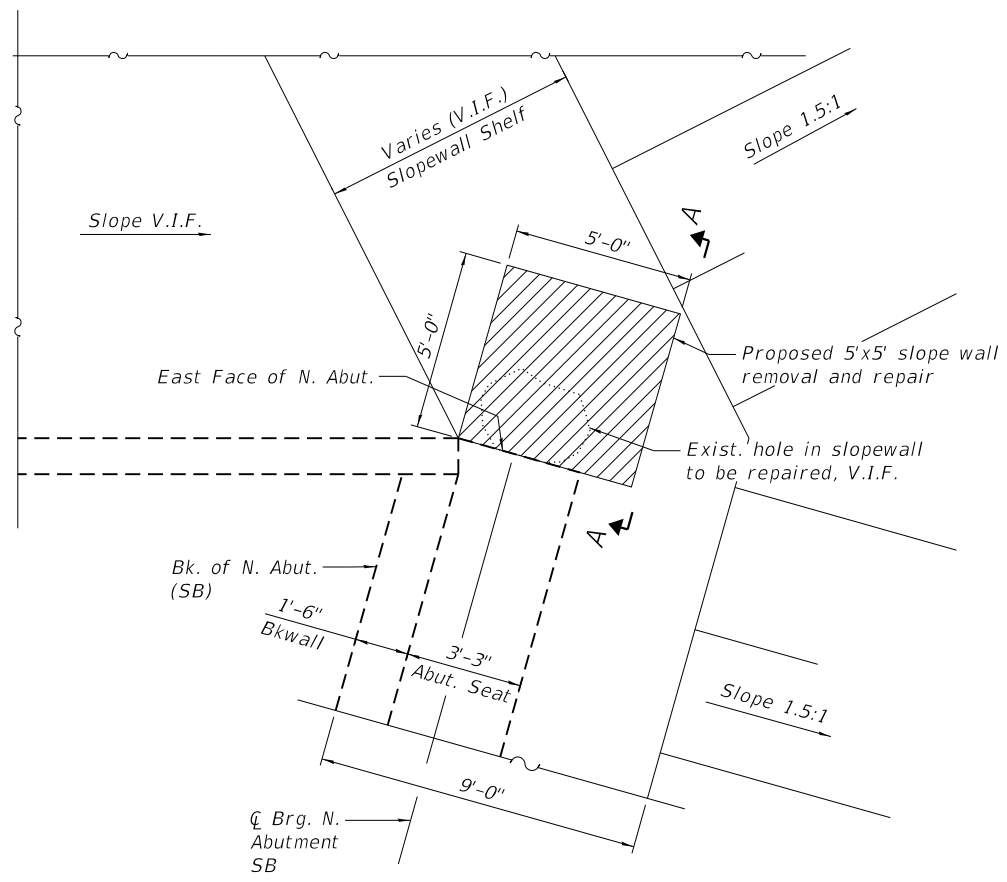 Varies (V.I.F.)
Slopewall Shelf
Slope 1.5:1
Slope V.I.F.
A
5'-0"
5'-0"
East Face of N. Abut.
Proposed 5'x5' slope wall
removal and repair
Exist. hole in slopewall
to be repaired, V.I.F.
A
Bk. of N. Abut.
(SB)
1'-6"
Bkwall
3'-3"
Abut. Seat
Slope 1.5:1
9'-0"
℄ Brg. N.
Abutment
SB